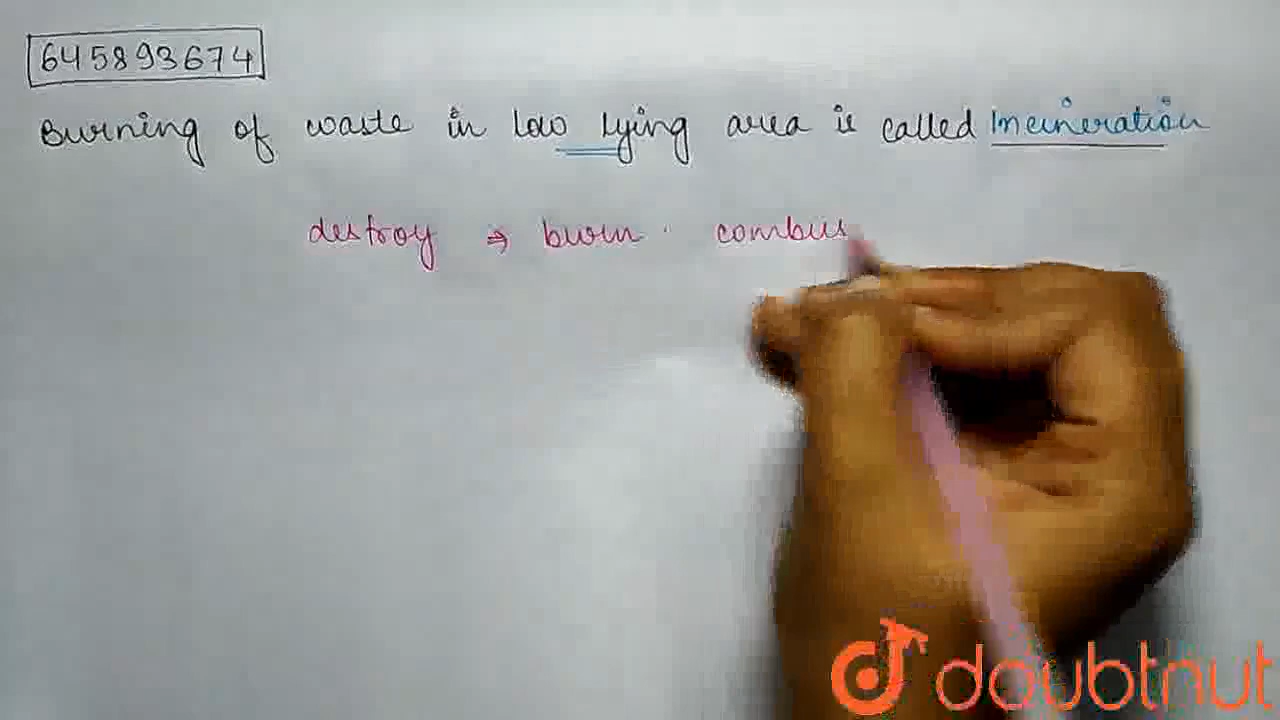 645893674
Burning of waste in low lying area is called Incineration
destroy ⇒ burn. combus
doubtnut